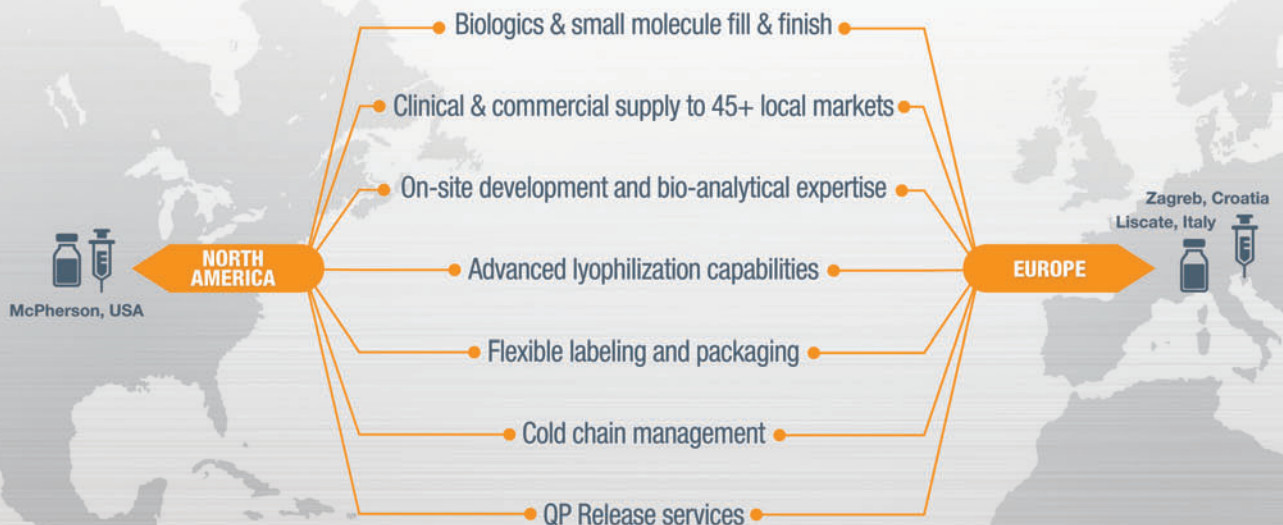 Biologics & small molecule fill & finish
Clinical & commercial supply to 45+ local markets
On-site development and bio-analytical expertise
Zagreb, Croatia
Liscate, Italy
NORTH
AMERICA
Advanced lyophilization capabilities
EUROPE
McPherson, USA
Flexible labeling and packaging
Cold chain management
QP Release services